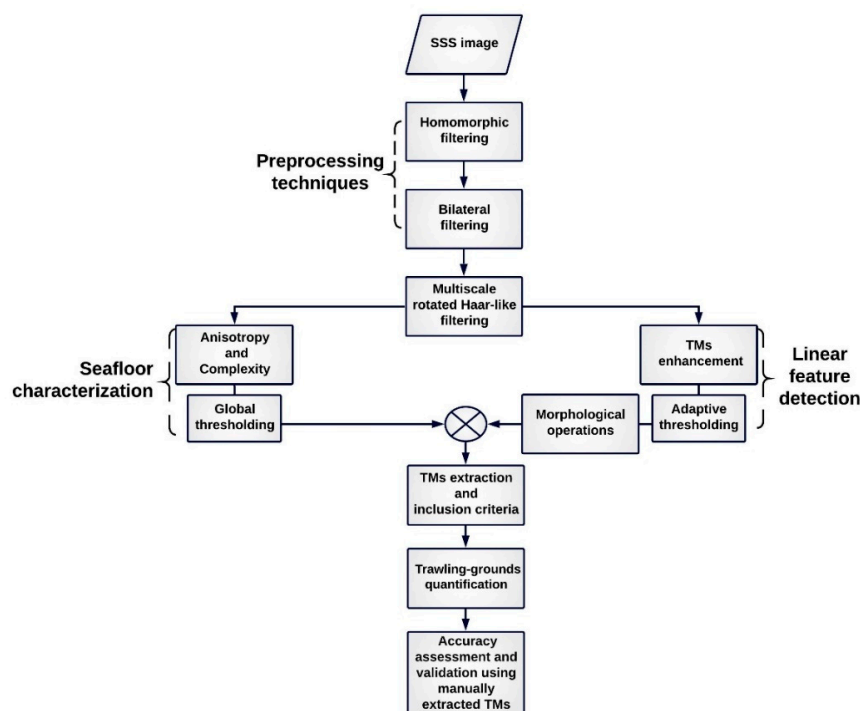 SSS image
Homomorphic
filtering
Preprocessing
techniques
Bilateral
filtering
Multiscale
rotated Haar-like
filtering
Anisotropy
and
Complexity
Seafloor
characterization
Global
thresholding
TMs
enhancement
Linear
feature
detection
Morphological
operations
Adaptive
thresholding
TMs extraction
and
inclusion criteria
Trawling-grounds
quantification
Accuracy
assessment and
validation using
manually
extracted TMs